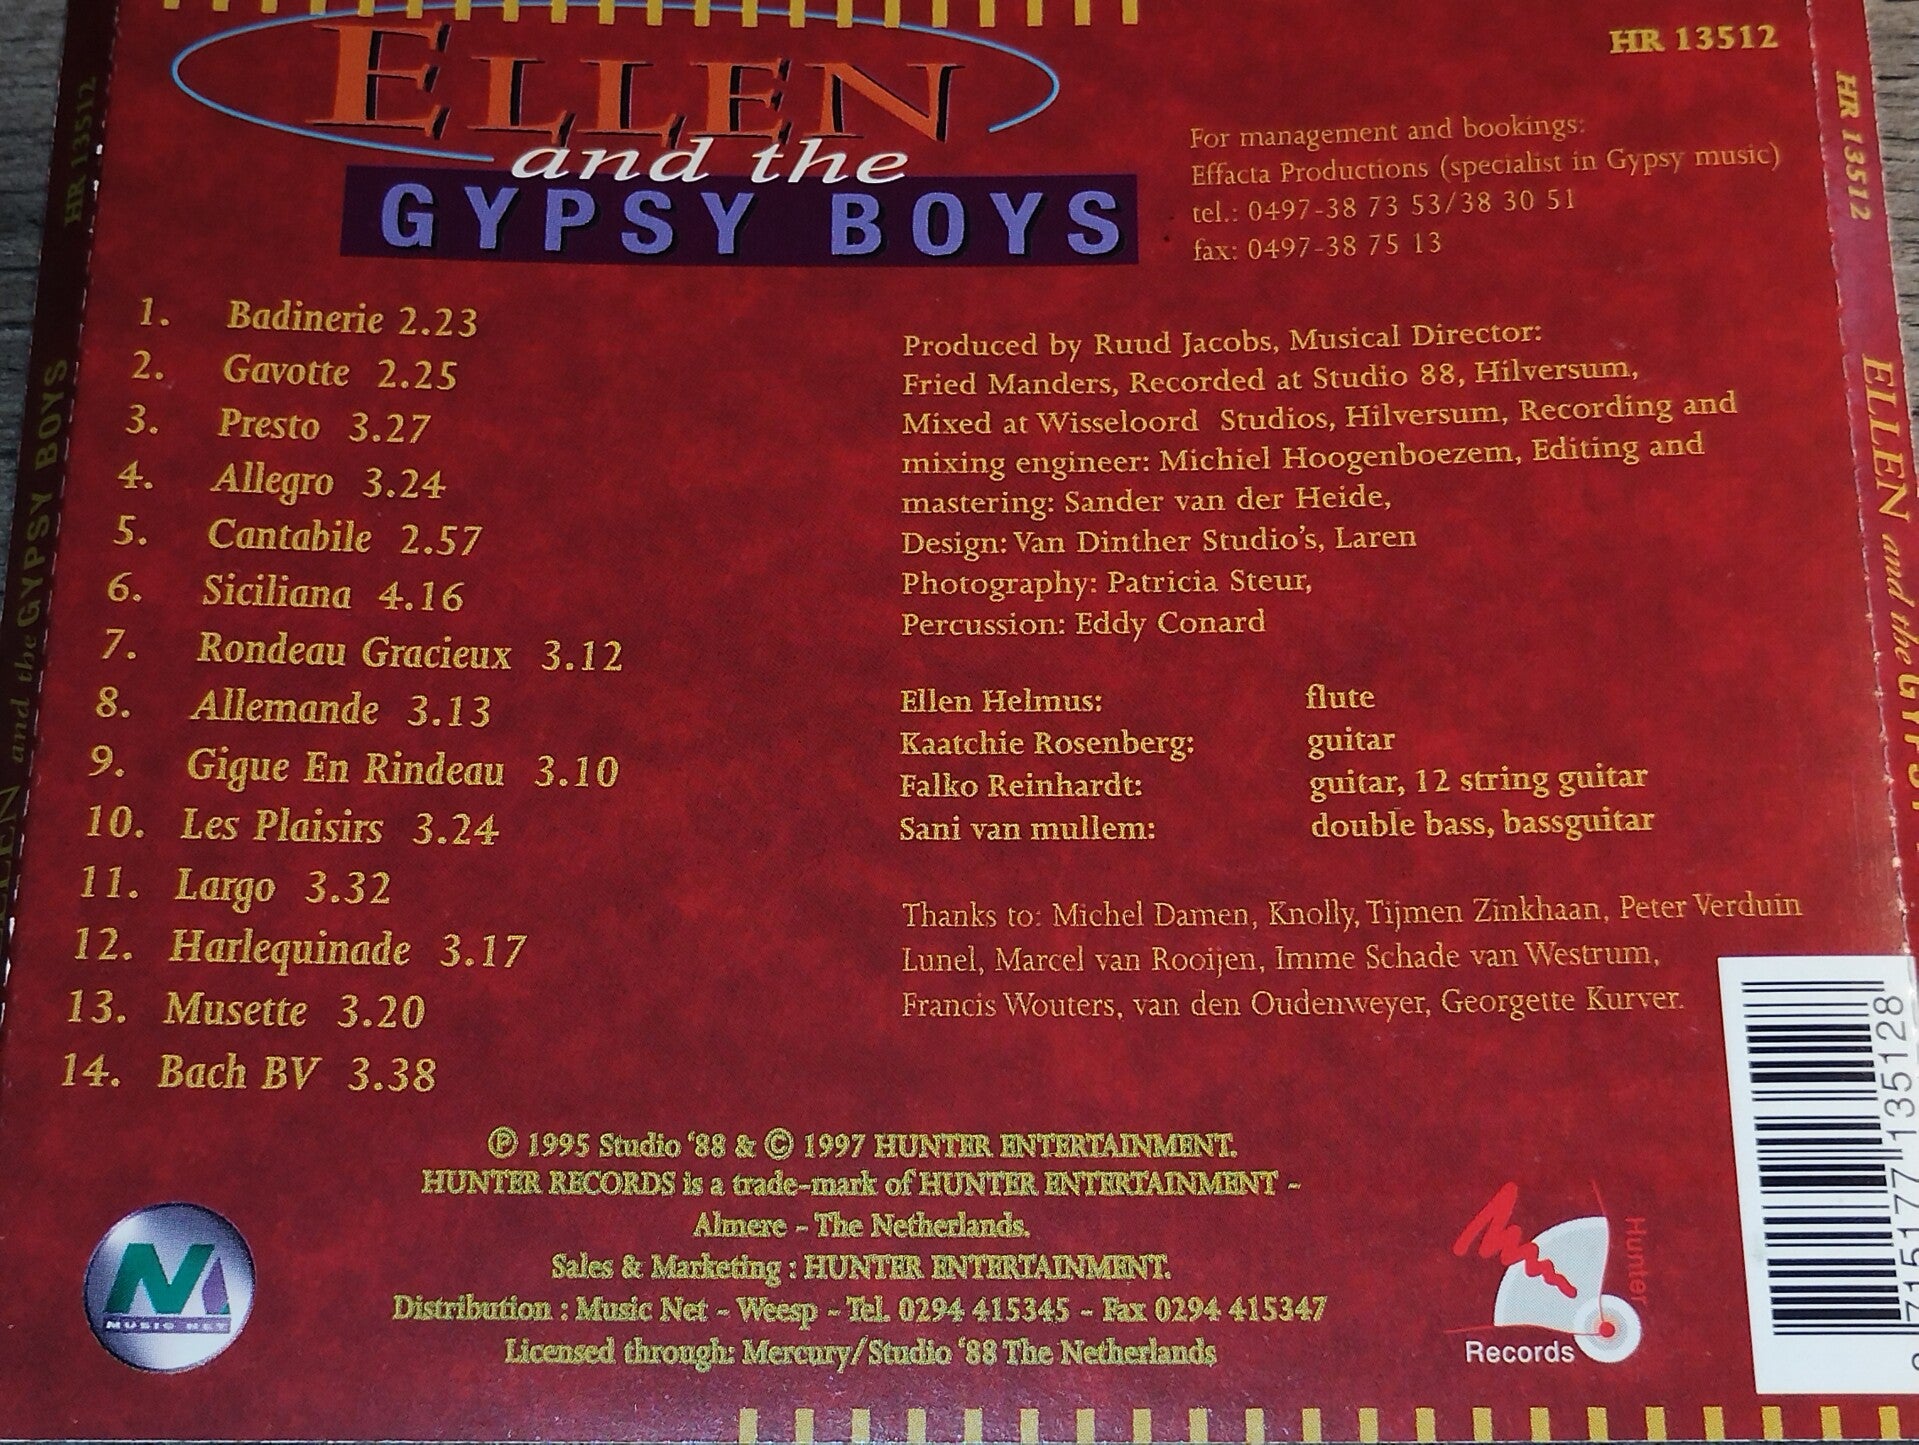 ELLEN
and the
GYPSY BOYS
HR 13512
For management and bookings:
Effacta Productions (specialist in Gypsy music)
tel.: 0497-38 73 53/38 30 51
fax: 0497-38 75 13
1. Badinerie 2.23
2. Gavotte 2.25
3. Presto 3.27
4. Allegro 3.24
5. Cantabile 2.57
6. Siciliana 4.16
7. Rondeau Gracieux 3.12
8. Allemande 3.13
9. Gigue En Rindeau 3.10
10. Les Plaisirs 3.24
11. Largo 3.32
12. Harlequinade 3.17
13. Musette 3.20
14. Bach BV 3.38
Produced by Ruud Jacobs, Musical Director:
Fried Manders, Recorded at Studio 88, Hilversum,
Mixed at Wisseloord Studios, Hilversum, Recording and
mixing engineer: Michiel Hoogenboezem, Editing and
mastering: Sander van der Heide,
Design: Van Dinther Studio's, Laren
Photography: Patricia Steur,
Percussion: Eddy Conard
Ellen Helmus: flute
Kaatchie Rosenberg: guitar
Falko Reinhardt: guitar, 12 string guitar
Sani van mullem: double bass, bassguitar
Thanks to: Michel Damen, Knolly, Tijmen Zinkhaan, Peter Verduin
Lunel, Marcel van Rooijen, Imme Schade van Westrum,
Francis Wouters, van den Oudenweyer, Georgette Kurver.
℗ 1995 Studio '88 & © 1997 HUNTER ENTERTAINMENT.
HUNTER RECORDS is a trade-mark of HUNTER ENTERTAINMENT -
Almere - The Netherlands.
Sales & Marketing : HUNTER ENTERTAINMENT.
Distribution : Music Net - Weesp - Tel. 0294 415345 - Fax 0294 415347
Licensed through: Mercury/Studio '88 The Netherlands
MUSIC NET
Hunter
Records
715177 135128
HR 13512
ELLEN and the GYPSY BOYS
HR 13512
ELLEN and the GYPSY